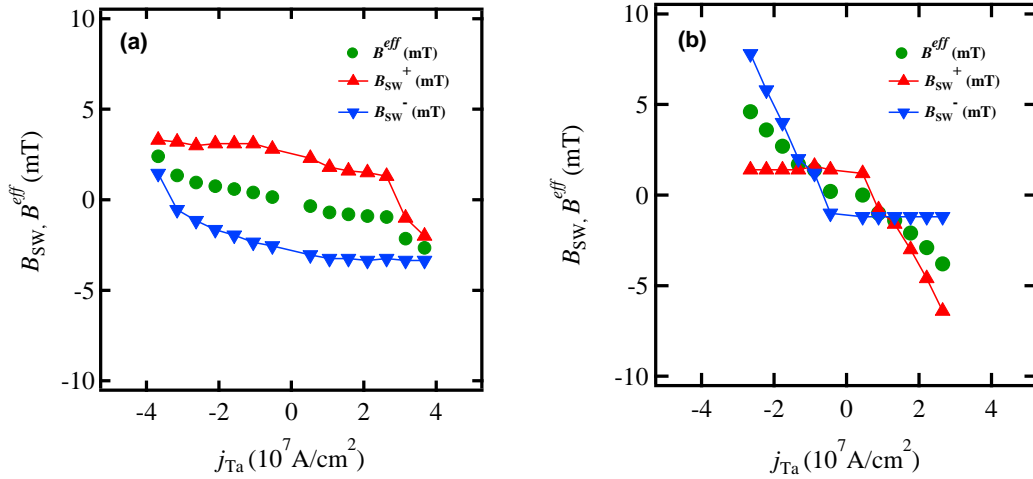 (a)
B^eff (mT)
B_SW^+ (mT)
B_SW^- (mT)
10
5
0
-5
-10
B_SW, B^eff (mT)
-4 -2 0 2 4
j_Ta (10^7 A/cm^2)
(b)
B^eff (mT)
B_SW^+ (mT)
B_SW^- (mT)
10
5
0
-5
-10
B_SW, B^eff (mT)
-4 -2 0 2 4
j_Ta (10^7 A/cm^2)